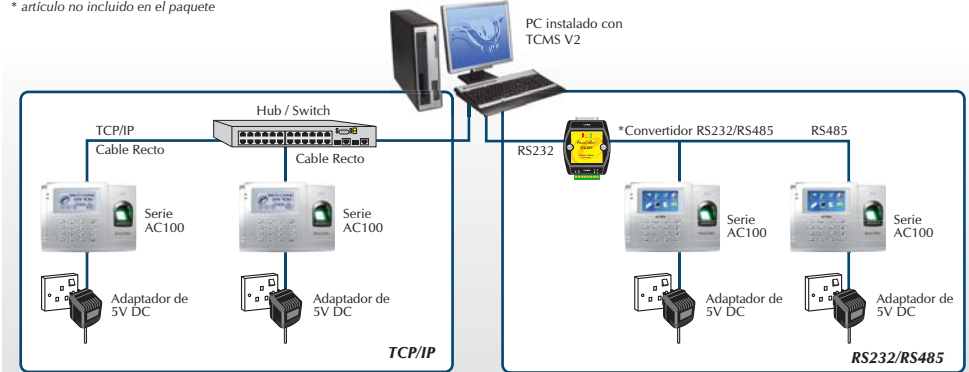 * artículo no incluido en el paquete
PC instalado con
TCMS V2
Hub / Switch
TCP/IP
Cable Recto
Cable Recto
*Convertidor RS232/RS485
RS485
RS232
Serie
AC100
Serie
AC100
Serie
AC100
Serie
AC100
Adaptador de
5V DC
Adaptador de
5V DC
Adaptador de
5V DC
Adaptador de
5V DC
TCP/IP
RS232/RS485